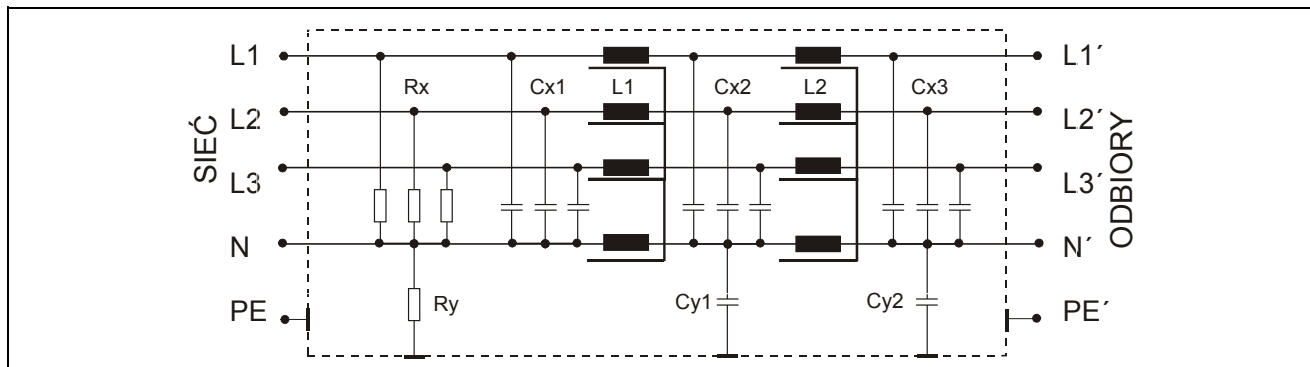 L1
L1´
Rx
Cx1
L1
Cx2
L2
Cx3
L2
L2´
SIEĆ
L3
L3´
ODBIORY
N
N´
Ry
Cy1
Cy2
PE
PE´